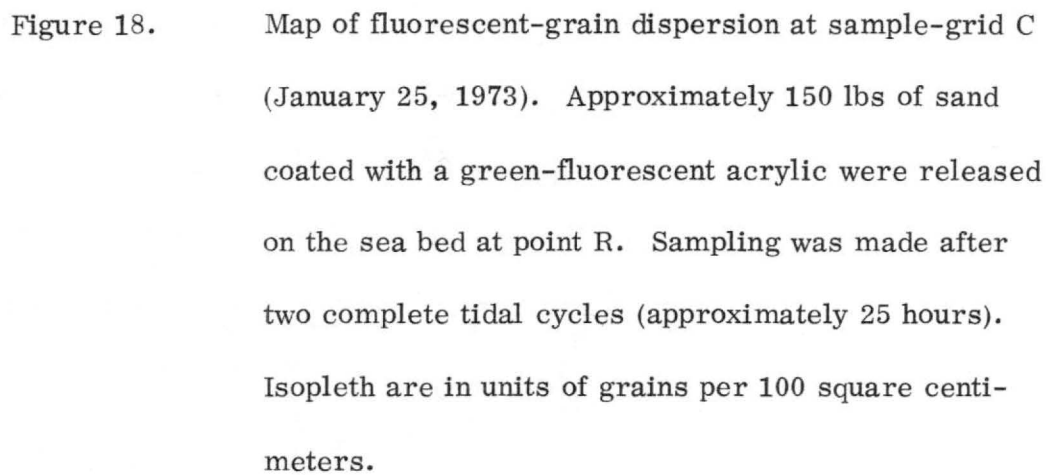 Figure 18. Map of fluorescent-grain dispersion at sample-grid C
(January 25, 1973). Approximately 150 lbs of sand
coated with a green-fluorescent acrylic were released
on the sea bed at point R. Sampling was made after
two complete tidal cycles (approximately 25 hours).
Isopleth are in units of grains per 100 square centi-
meters.